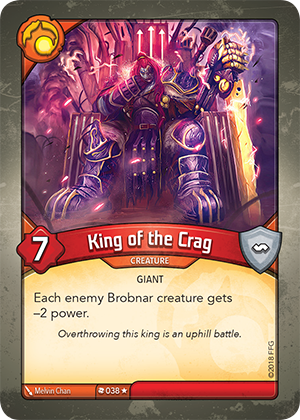 King of the Crag
7
CREATURE
GIANT
Each enemy Brobnar creature gets
–2 power.
Overthrowing this king is an uphill battle.
©2018 FFG
Melvin Chan
038